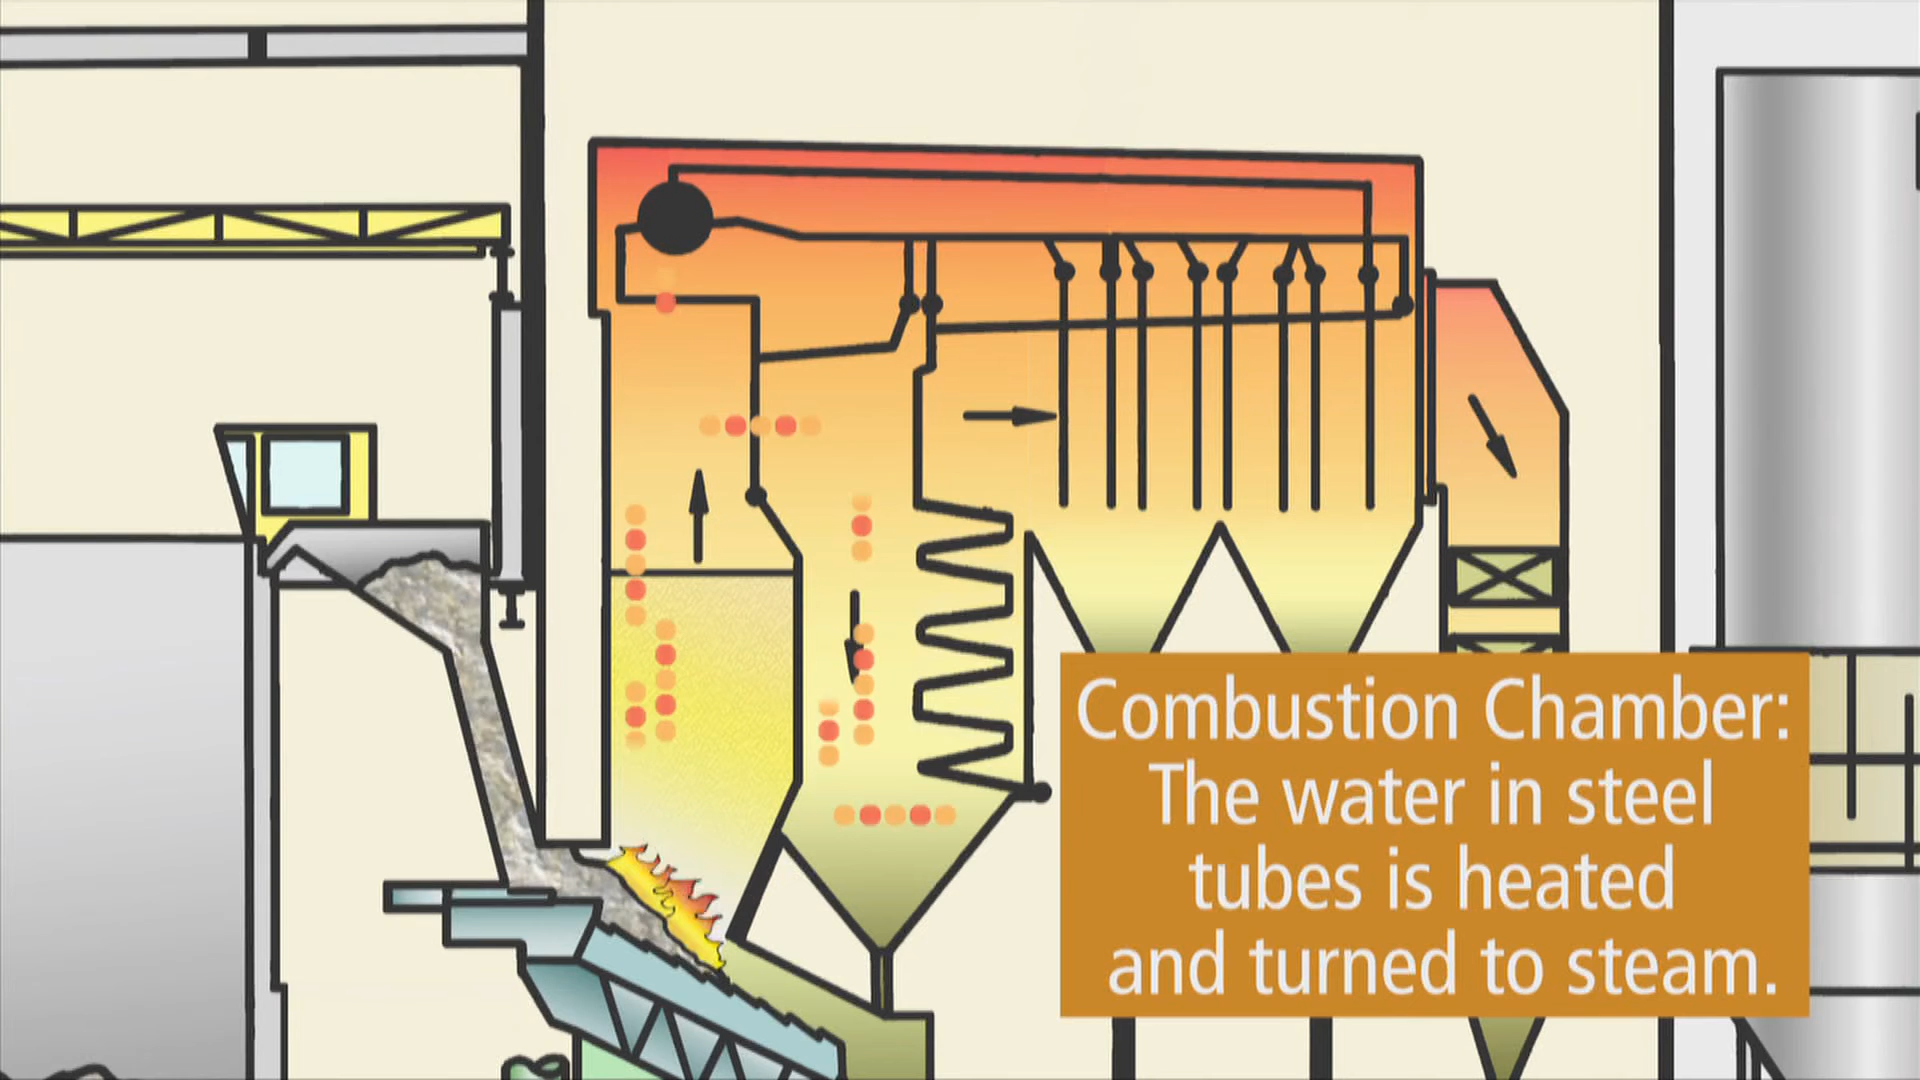 Combustion Chamber:
The water in steel
tubes is heated
and turned to steam.